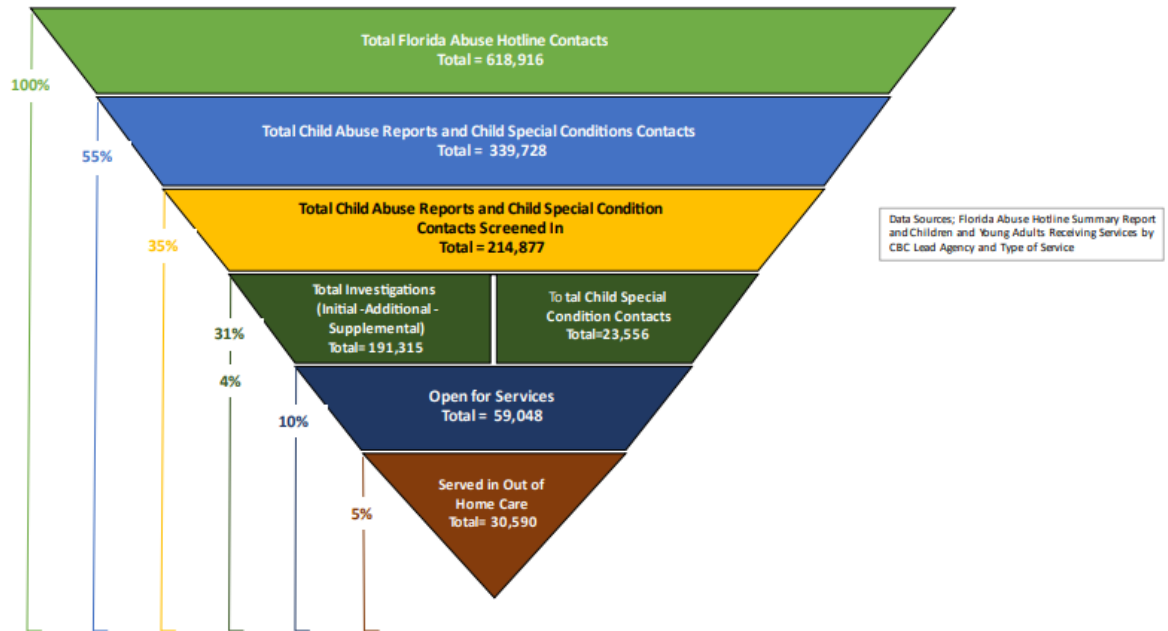 Total Florida Abuse Hotline Contacts
Total = 618,916
100%
Total Child Abuse Reports and Child Special Conditions Contacts
Total = 339,728
55%
Total Child Abuse Reports and Child Special Condition
Contacts Screened In
Total = 214,877
35%
Data Sources; Florida Abuse Hotline Summary Report
and Children and Young Adults Receiving Services by
CBC Lead Agency and Type of Service
Total Investigations
(Initial -Additional -
Supplemental)
Total= 191,315
Total Child Special
Condition Contacts
Total=23,556
31%
4%
Open for Services
Total = 59,048
10%
Served in Out of
Home Care
Total= 30,590
5%